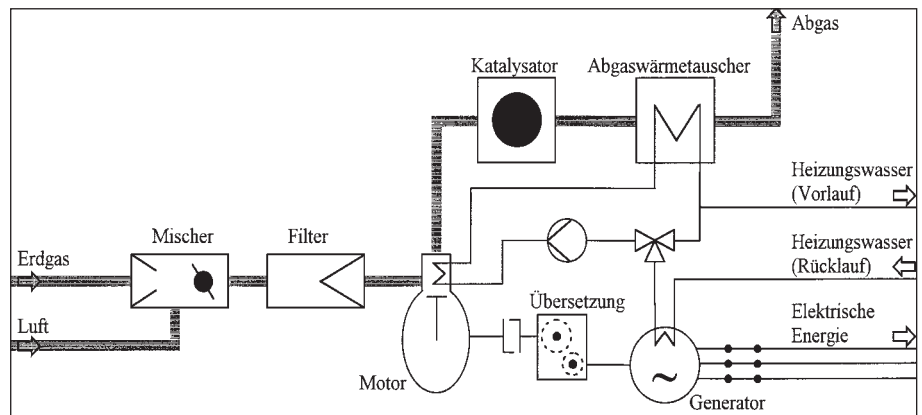 Abgas
Katalysator
Abgaswärmetauscher
Heizungswasser
(Vorlauf)
Mischer
Filter
Heizungswasser
(Rücklauf)
Erdgas
Übersetzung
Elektrische
Energie
Luft
Motor
~
Generator